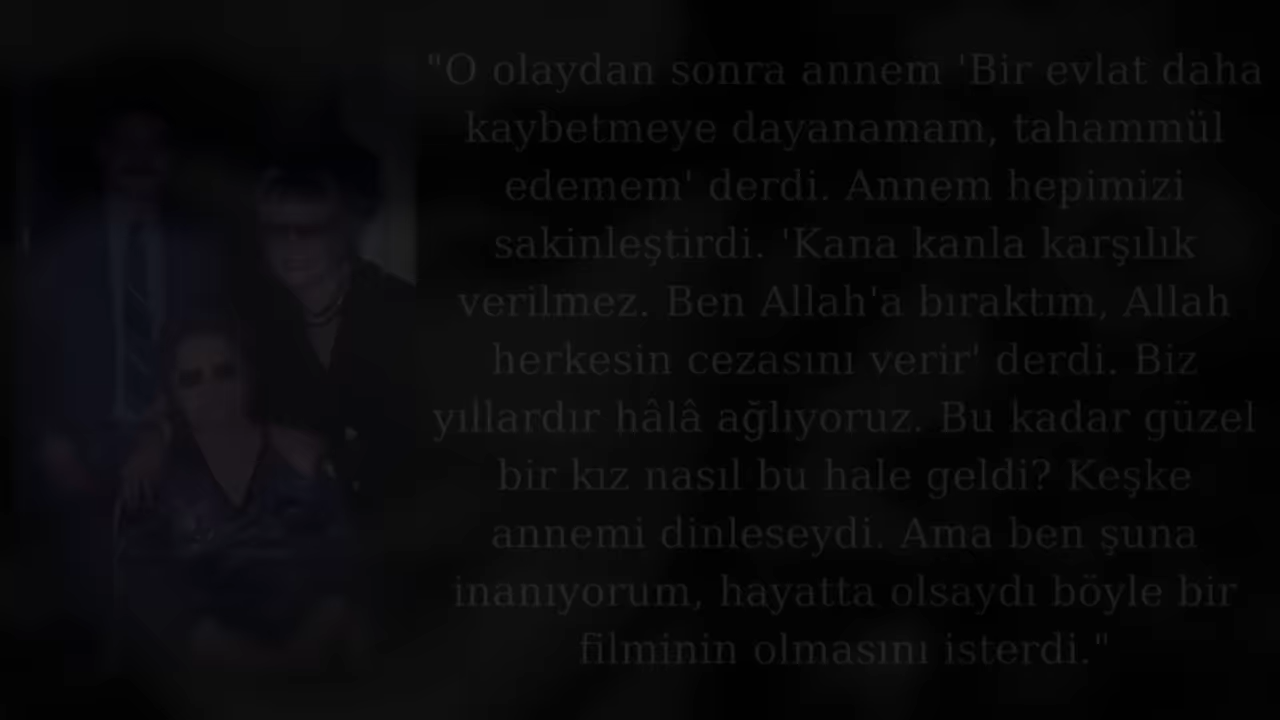 "O olaydan sonra annem 'Bir evlat daha
kaybetmeye dayanamam, tahammül
edemem' derdi. Annem hepimizi
sakinleştirdi. 'Kana kanla karşılık
verilmez. Ben Allah'a bıraktım, Allah
herkesin cezasını verir' derdi. Biz
yıllardır hâlâ ağlıyoruz. Bu kadar güzel
bir kız nasıl bu hale geldi? Keşke
annemi dinleseydi. Ama ben şuna
inanıyorum, hayatta olsaydı böyle bir
filminin olmasını isterdi."